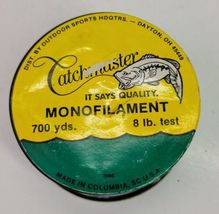 DIST BY OUTDOOR SPORTS HDQTRS. - DAYTON, OH 45449
Catchmaster
IT SAYS QUALITY.
MONOFILAMENT
700 yds. 8 lb. test
MADE IN COLUMBIA, SC U.S.A.